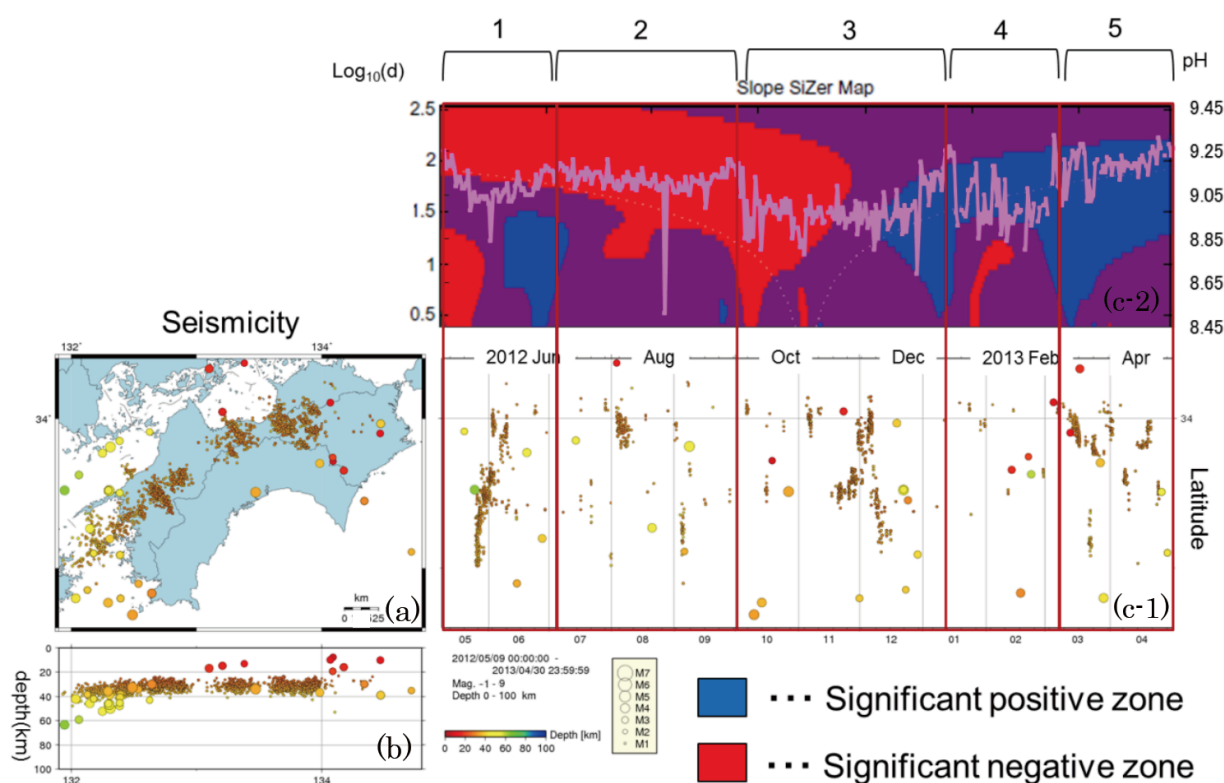 1 2 3 4 5
Log10(d) pH
Slope SiZer Map
2.5 9.45
9.25
2 9.25
1.5 9.05
1 8.85
8.65
0.5 8.45
(c-2)
Seismicity
132˚ 134˚
34˚
km
(a)
2012 Jun Aug Oct Dec 2013 Feb Apr
34
Latitude
(c-1)
05 06 07 08 09 10 11 12 01 02 03 04
depth(km)
0
20
40
60
80
100
132 134
(b)
2012/05/09 00:00:00 -
2013/04/30 23:59:59
Mag. -1 - 9
Depth 0 - 100 km
Depth [km]
0 20 40 60 80 100
M7
M6
M5
M4
M3
M2
M1
Significant positive zone
Significant negative zone